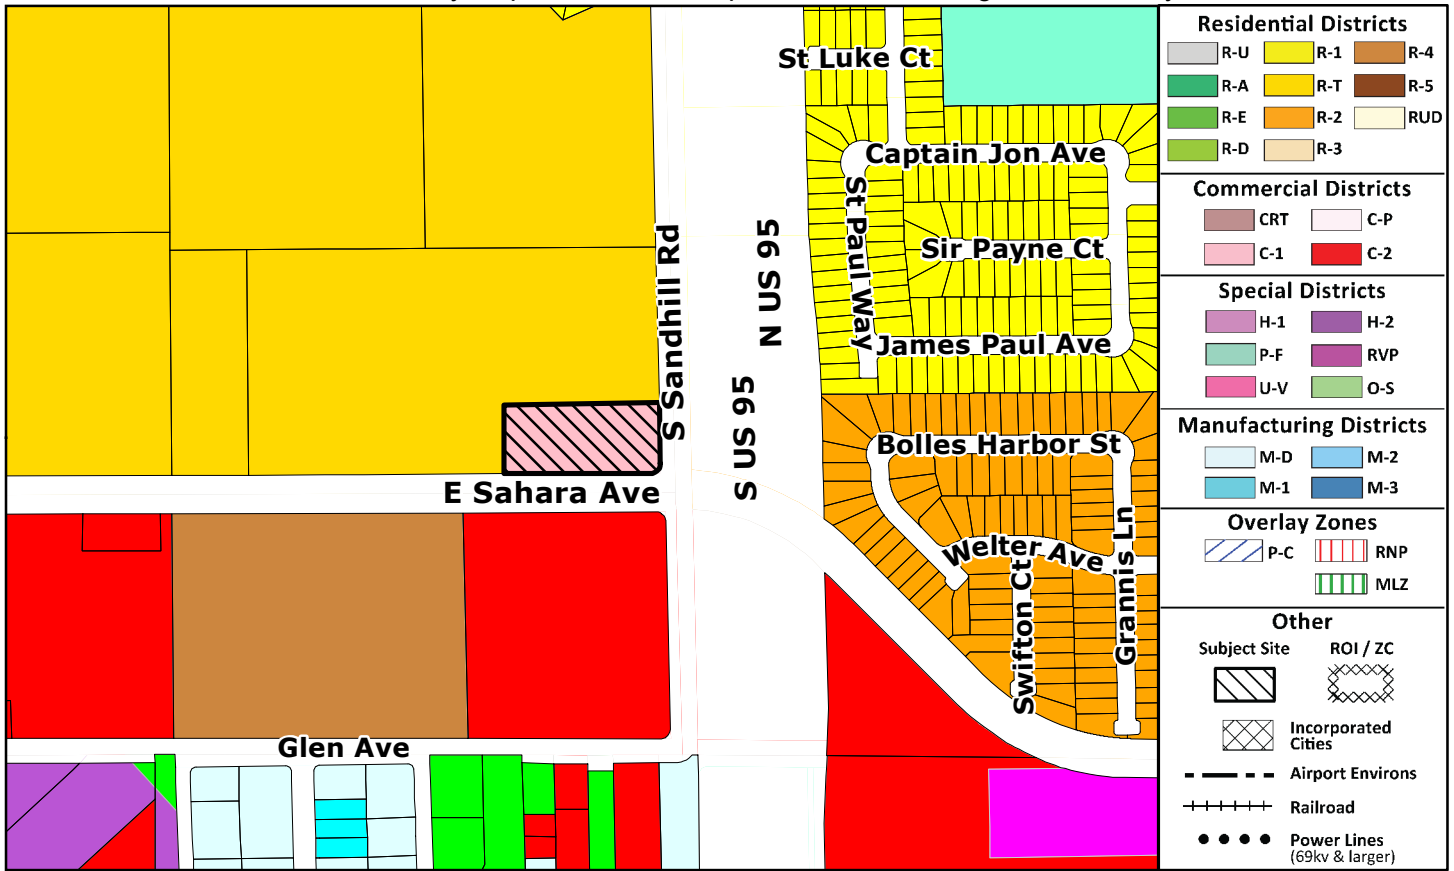 St Luke Ct
Captain Jon Ave
St Paul Way
Sir Payne Ct
James Paul Ave
S Sandhill Rd
N US 95
S US 95
Bolles Harbor St
E Sahara Ave
Welter Ave
Swifton Ct
Grannis Ln
Glen Ave
Residential Districts
R-U R-1 R-4
R-A R-T R-5
R-E R-2 RUD
R-D R-3
Commercial Districts
CRT C-P
C-1 C-2
Special Districts
H-1 H-2
P-F RVP
U-V O-S
Manufacturing Districts
M-D M-2
M-1 M-3
Overlay Zones
P-C RNP
MLZ
Other
Subject Site ROI / ZC
Incorporated
Cities
Airport Environs
Railroad
Power Lines
(69kv & larger)